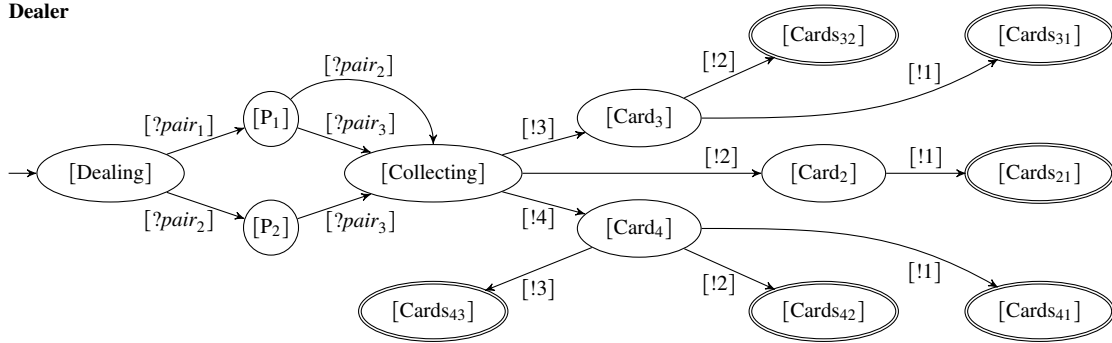 Dealer
[Cards₃₂]
[Cards₃₁]
[?pair₂]
[!2]
[!1]
[?pair₁]
[P₁]
[?pair₃]
[!3]
[Card₃]
[Dealing]
[Collecting]
[!2]
[Card₂]
[!1]
[Cards₂₁]
[?pair₂]
[P₂]
[?pair₃]
[!4]
[Card₄]
[!3]
[!2]
[!1]
[Cards₄₃]
[Cards₄₂]
[Cards₄₁]